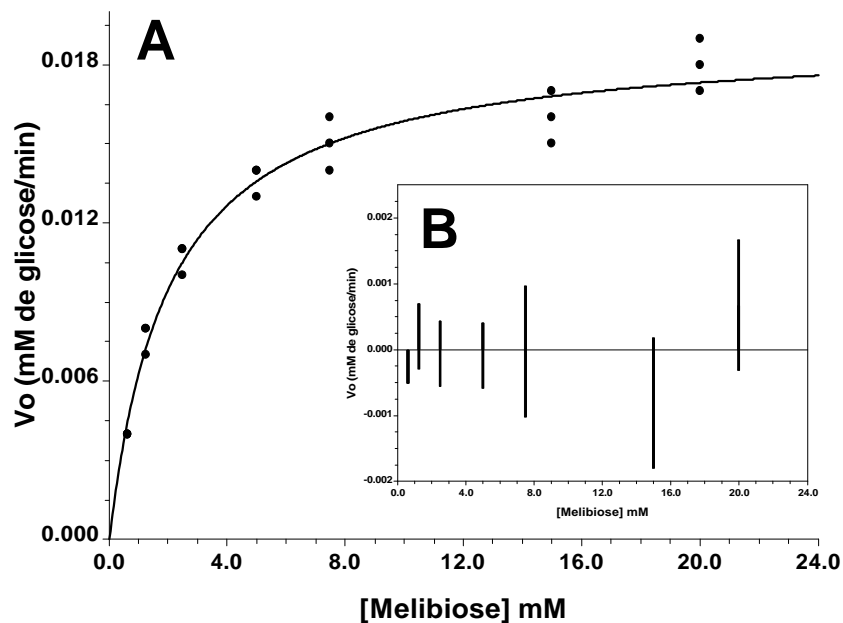 A
0.018
0.012
0.006
0.000
Vo (mM de glicose/min)
0.0 4.0 8.0 12.0 16.0 20.0 24.0
[Melibiose] mM
B
0.002
0.001
0.000
-0.001
-0.002
Vo (mM de glicose/min)
0.0 4.0 8.0 12.0 16.0 20.0 24.0
[Melibiose] mM